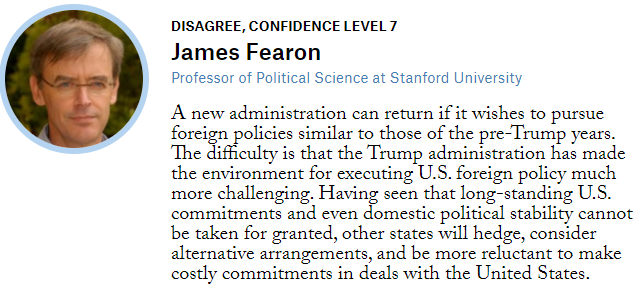 DISAGREE, CONFIDENCE LEVEL 7
James Fearon
Professor of Political Science at Stanford University
A new administration can return if it wishes to pursue
foreign policies similar to those of the pre-Trump years.
The difficulty is that the Trump administration has made
the environment for executing U.S. foreign policy much
more challenging. Having seen that long-standing U.S.
commitments and even domestic political stability cannot
be taken for granted, other states will hedge, consider
alternative arrangements, and be more reluctant to make
costly commitments in deals with the United States.